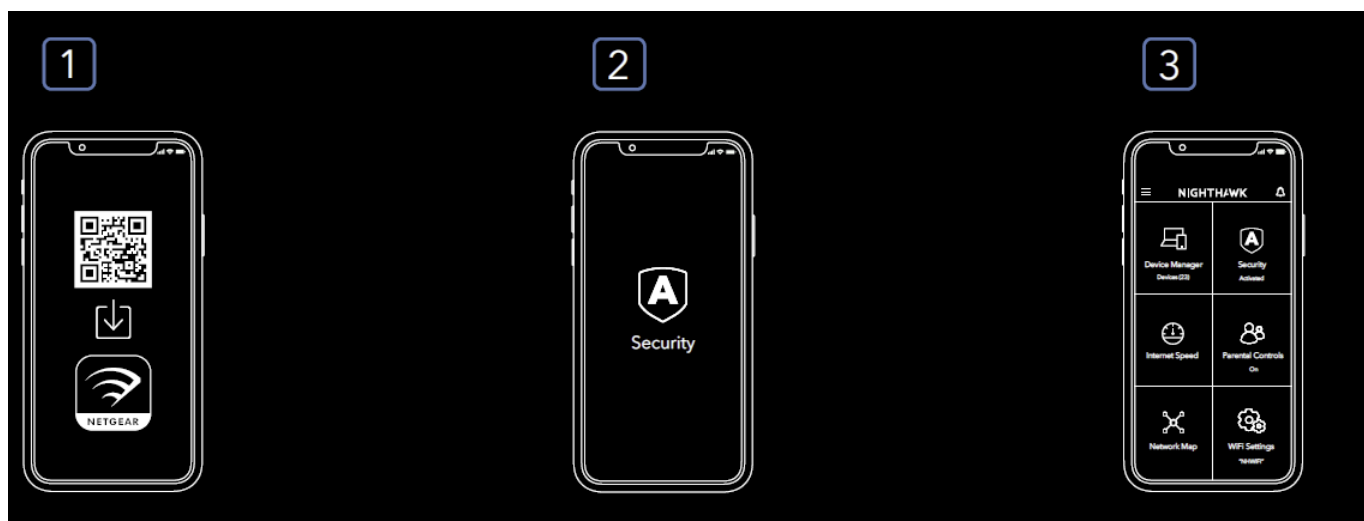 1
2
3
NETGEAR
Security
NIGHTHAWK
Device Manager
Devices (23)
Security
Activated
Internet Speed
Parental Controls
On
Network Map
WiFi Settings